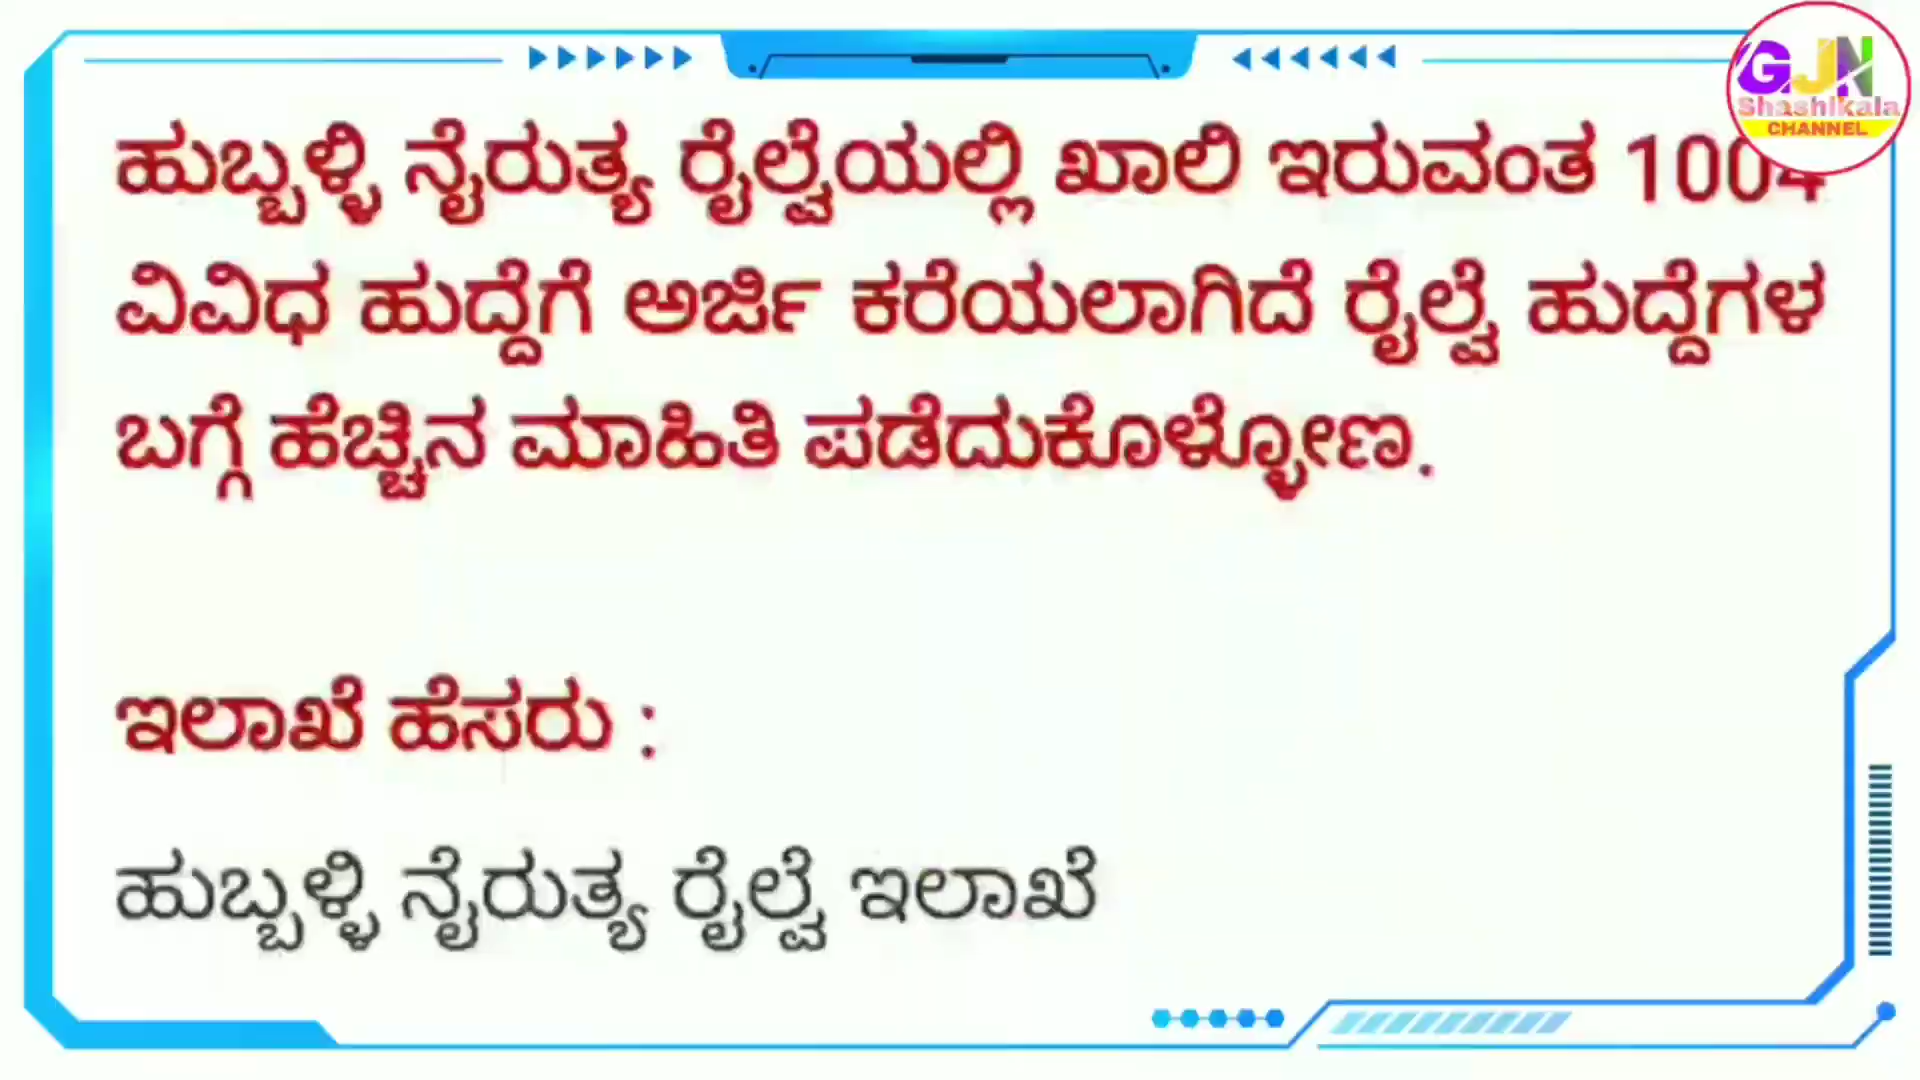 ಹುಬ್ಬಳ್ಳಿ ನೈರುತ್ಯ ರೈಲ್ವೆಯಲ್ಲಿ ಖಾಲಿ ಇರುವಂತ 1004
ವಿವಿಧ ಹುದ್ದೆಗೆ ಅರ್ಜಿ ಕರೆಯಲಾಗಿದೆ ರೈಲ್ವೆ ಹುದ್ದೆಗಳ
ಬಗ್ಗೆ ಹೆಚ್ಚಿನ ಮಾಹಿತಿ ಪಡೆದುಕೊಳ್ಳೋಣ.
ಇಲಾಖೆ ಹೆಸರು :
ಹುಬ್ಬಳ್ಳಿ ನೈರುತ್ಯ ರೈಲ್ವೆ ಇಲಾಖೆ
GJN
Shashikala
CHANNEL